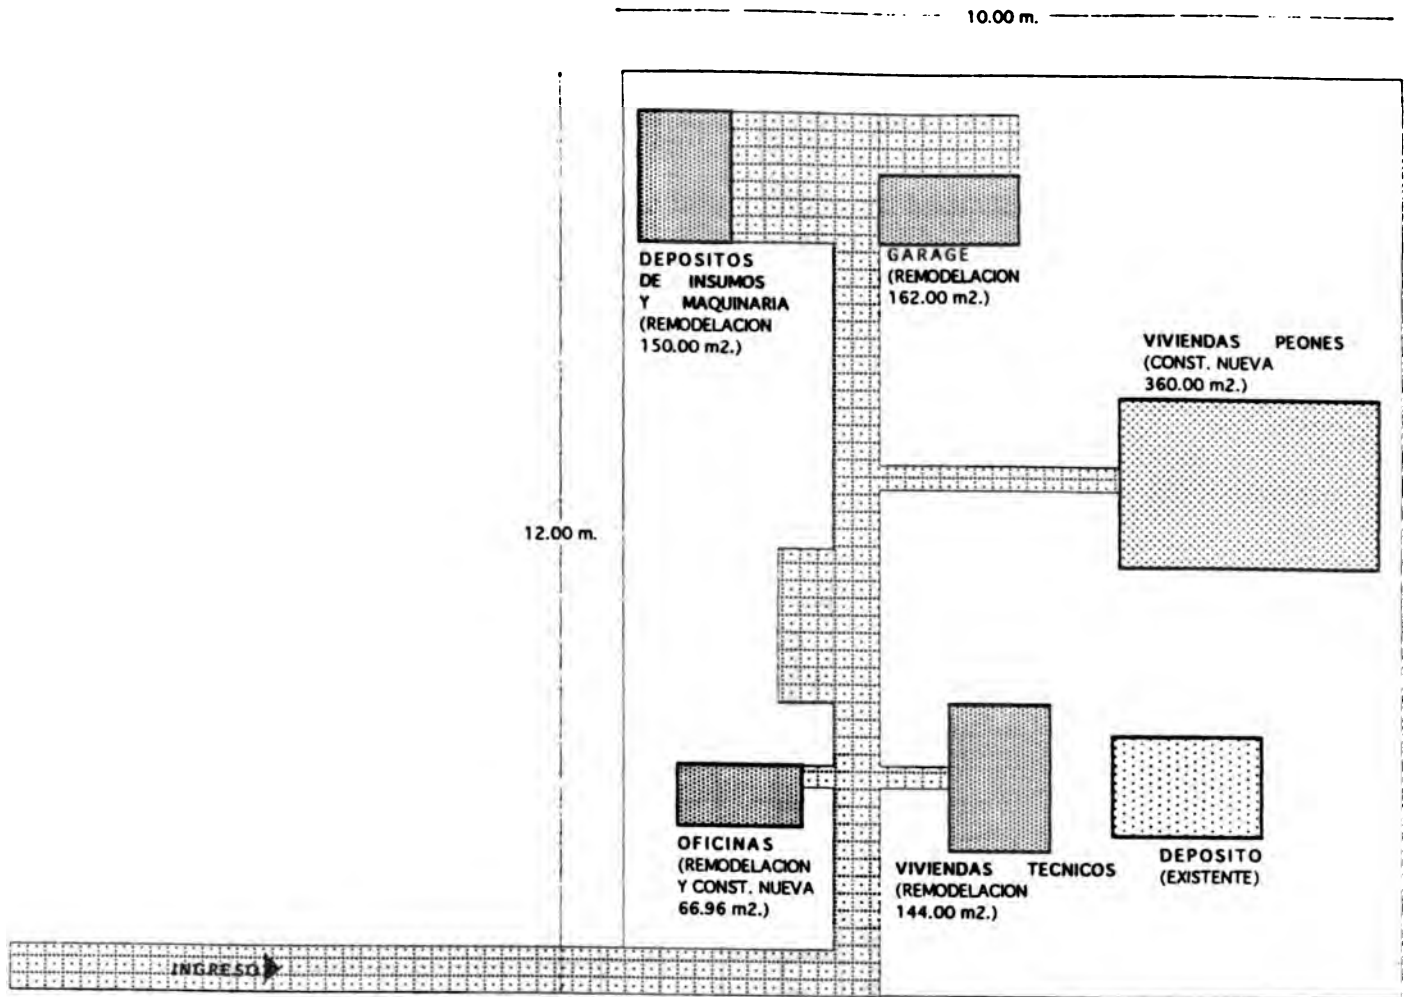 10.00 m.
DEPOSITOS
DE INSUMOS
Y MAQUINARIA
(REMODELACION
150.00 m2.)
GARAGE
(REMODELACION
162.00 m2.)
VIVIENDAS PEONES
(CONST. NUEVA
360.00 m2.)
12.00 m.
OFICINAS
(REMODELACION
Y CONST. NUEVA
66.96 m2.)
VIVIENDAS TECNICOS
(REMODELACION
144.00 m2.)
DEPOSITO
(EXISTENTE)
INGRESO